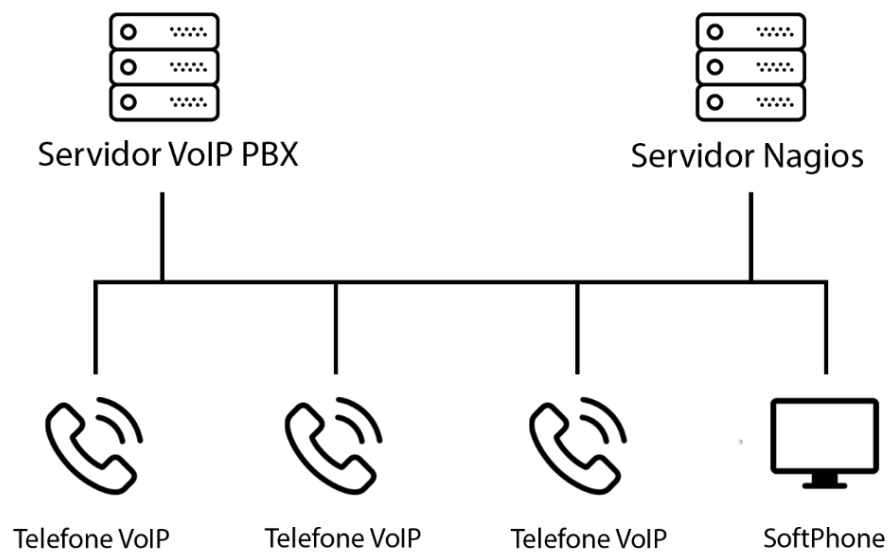 Servidor VoIP PBX
Servidor Nagios
Telefone VoIP
Telefone VoIP
Telefone VoIP
SoftPhone